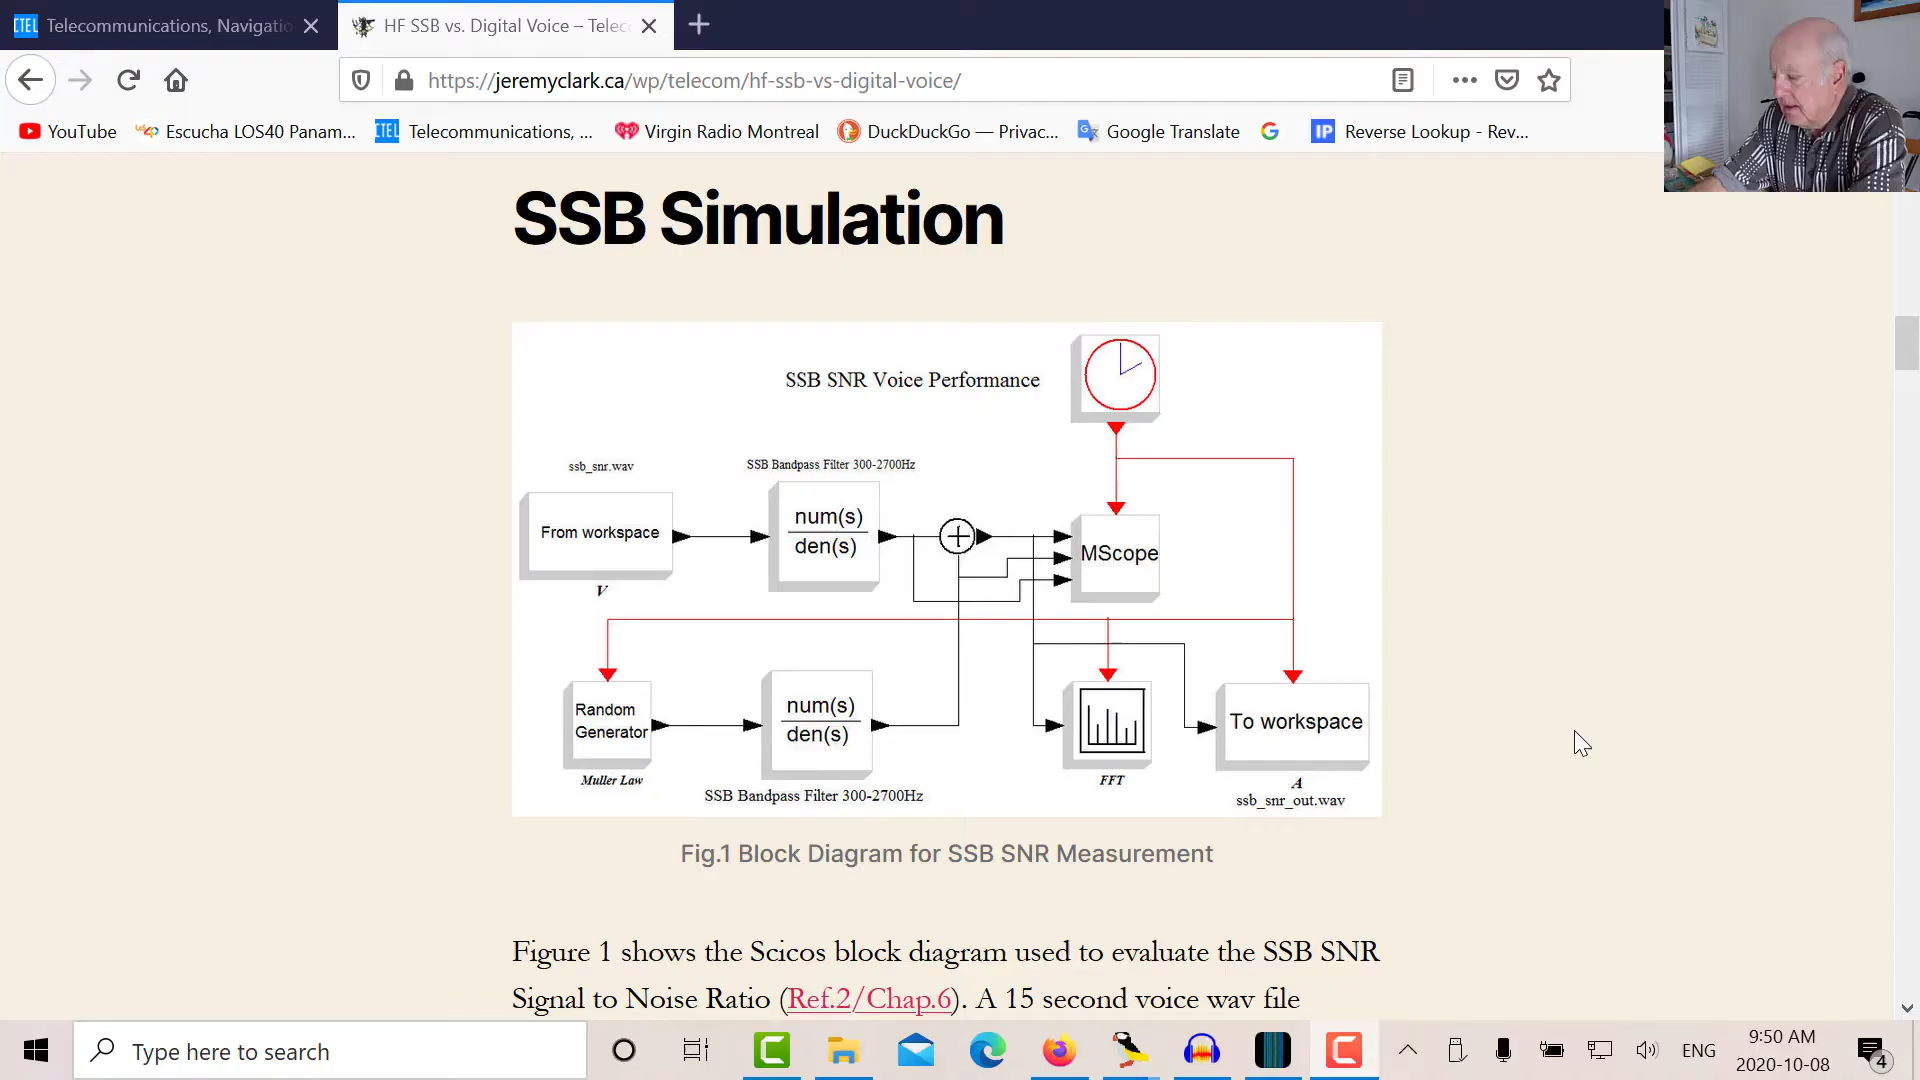 CTEL Telecommunications, Navigatio
HF SSB vs. Digital Voice – Telec
https://jeremyclark.ca/wp/telecom/hf-ssb-vs-digital-voice/
YouTube
Escucha LOS40 Panam...
CTEL Telecommunications, ...
Virgin Radio Montreal
DuckDuckGo — Privac...
Google Translate
G
IP Reverse Lookup - Rev...
SSB Simulation
SSB SNR Voice Performance
ssb_snr.wav
SSB Bandpass Filter 300-2700Hz
From workspace
num(s)
den(s)
MScope
V
Random
Generator
num(s)
den(s)
To workspace
Muller Law
FFT
A
SSB Bandpass Filter 300-2700Hz
ssb_snr_out.wav
Fig.1 Block Diagram for SSB SNR Measurement
Figure 1 shows the Scicos block diagram used to evaluate the SSB SNR
Signal to Noise Ratio (Ref.2/Chap.6). A 15 second voice wav file
Type here to search
ENG
9:50 AM
2020-10-08
4